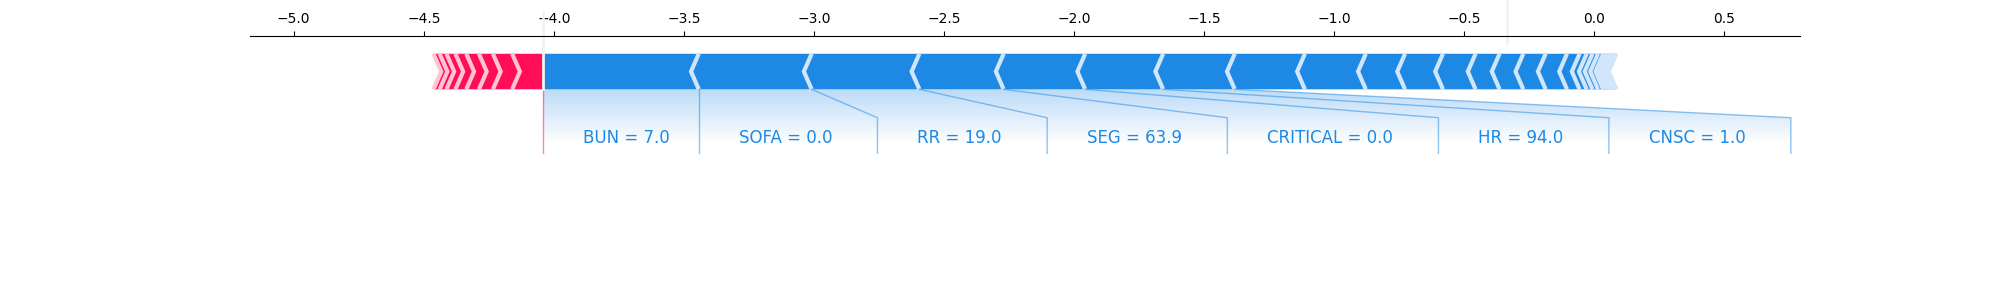 −5.0 −4.5 −4.0 −3.5 −3.0 −2.5 −2.0 −1.5 −1.0 −0.5 0.0 0.5
BUN = 7.0 SOFA = 0.0 RR = 19.0 SEG = 63.9 CRITICAL = 0.0 HR = 94.0 CNSC = 1.0